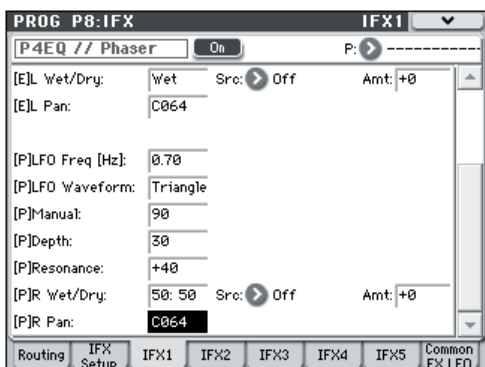 PROG P8:IFX IFX1
P4EQ // Phaser On P: ----------
[E]L Wet/Dry: Wet Src: Off Amt: +0
[E]L Pan: C064
[P]LFO Freq [Hz]: 0.70
[P]LFO Waveform: Triangle
[P]Manual: 90
[P]Depth: 30
[P]Resonance: +40
[P]R Wet/Dry: 50: 50 Src: Off Amt: +0
[P]R Pan: C064
Routing IFX Setup IFX1 IFX2 IFX3 IFX4 IFX5 Common FX LFO